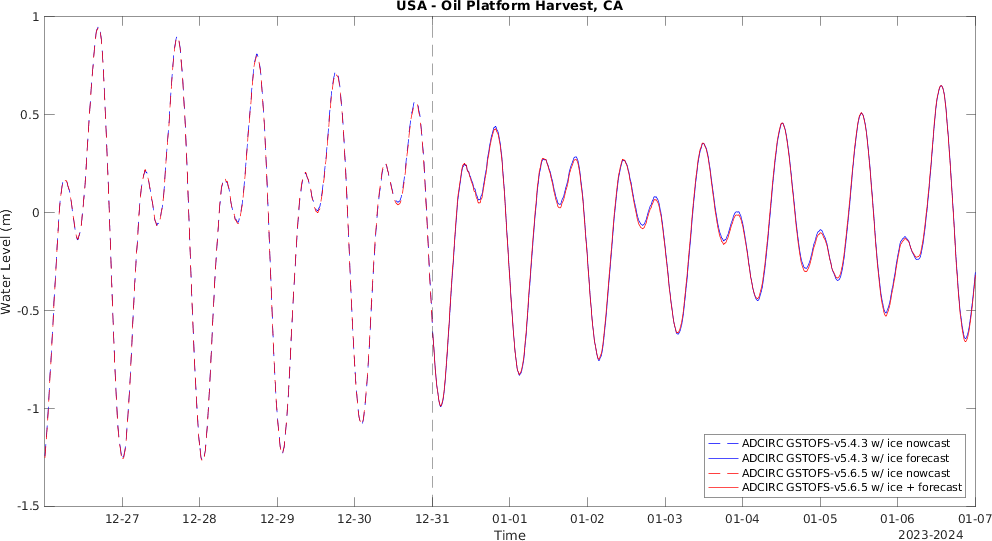 USA - Oil Platform Harvest, CA
1
0.5
0
-0.5
-1
-1.5
Water Level (m)
ADCIRC GSTOFS-v5.4.3 w/ ice nowcast
ADCIRC GSTOFS-v5.4.3 w/ ice forecast
ADCIRC GSTOFS-v5.6.5 w/ ice nowcast
ADCIRC GSTOFS-v5.6.5 w/ ice + forecast
12-27 12-28 12-29 12-30 12-31 01-01 01-02 01-03 01-04 01-05 01-06 01-07
Time
2023-2024